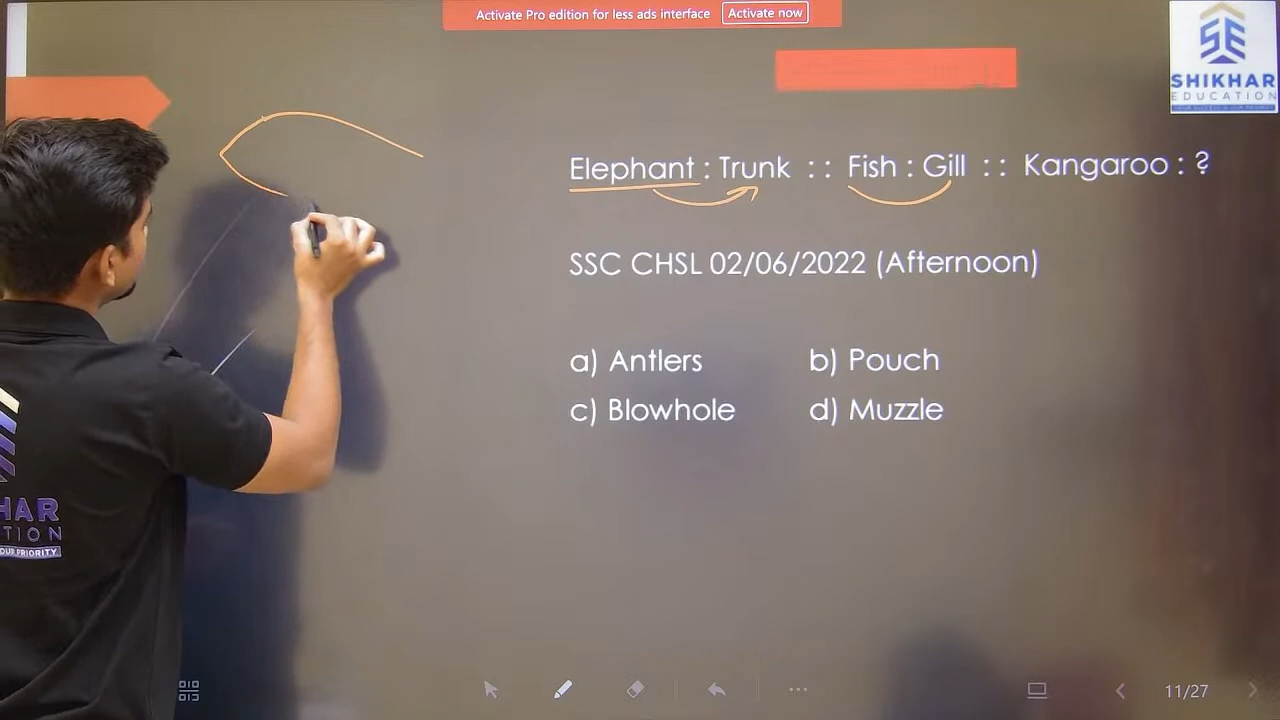 Activate Pro edition for less ads interface Activate now
SHIKHAR
EDUCATION
Elephant : Trunk : : Fish : Gill : : Kangaroo : ?
SSC CHSL 02/06/2022 (Afternoon)
a) Antlers b) Pouch
c) Blowhole d) Muzzle
HAR
TION
OUR PRIORITY
11/27